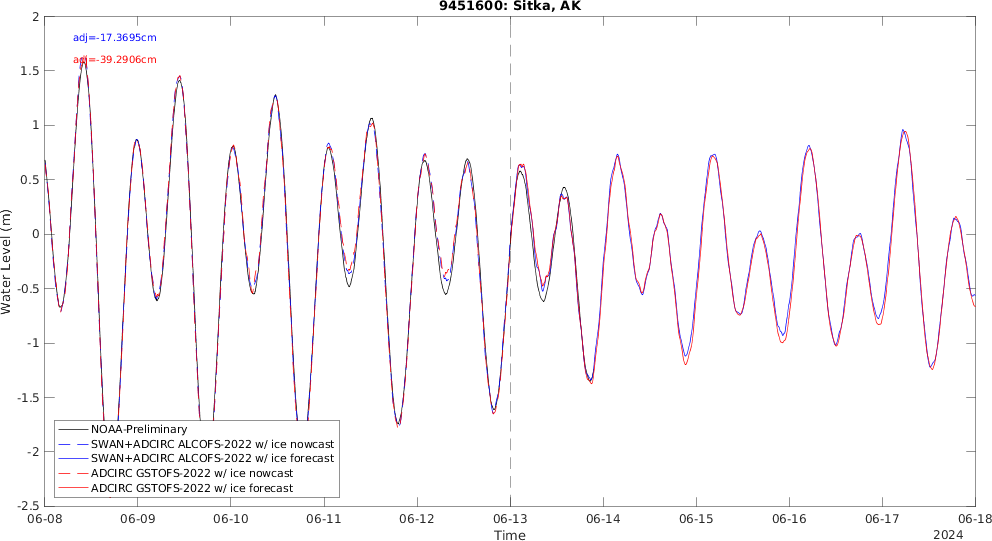 9451600: Sitka, AK
adj=-17.3695cm
adj=-39.2906cm
2
1.5
1
0.5
0
-0.5
-1
-1.5
-2
-2.5
Water Level (m)
NOAA-Preliminary
SWAN+ADCIRC ALCOFS-2022 w/ ice nowcast
SWAN+ADCIRC ALCOFS-2022 w/ ice forecast
ADCIRC GSTOFS-2022 w/ ice nowcast
ADCIRC GSTOFS-2022 w/ ice forecast
06-08 06-09 06-10 06-11 06-12 06-13 06-14 06-15 06-16 06-17 06-18
Time
2024